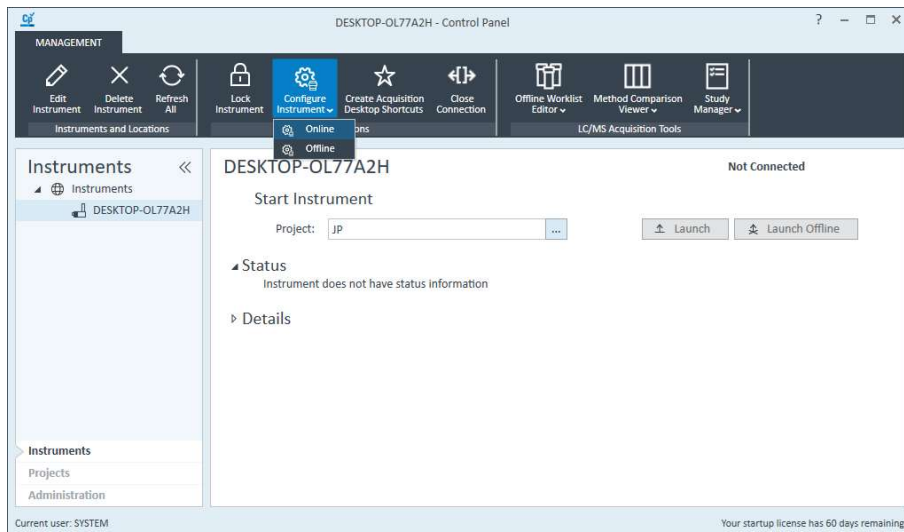 Cp
DESKTOP-OL77A2H - Control Panel
?
MANAGEMENT
Edit
Instrument
Delete
Instrument
Refresh
All
Lock
Instrument
Configure
Instrument
Create Acquisition
Desktop Shortcuts
Close
Connection
Offline Worklist
Editor
Method Comparison
Viewer
Study
Manager
Instruments and Locations
ons
LC/MS Acquisition Tools
Online
Offline
Instruments
Instruments
DESKTOP-OL77A2H
DESKTOP-OL77A2H
Not Connected
Start Instrument
Project:
JP
...
Launch
Launch Offline
Status
Instrument does not have status information
Details
Instruments
Projects
Administration
Current user: SYSTEM
Your startup license has 60 days remaining